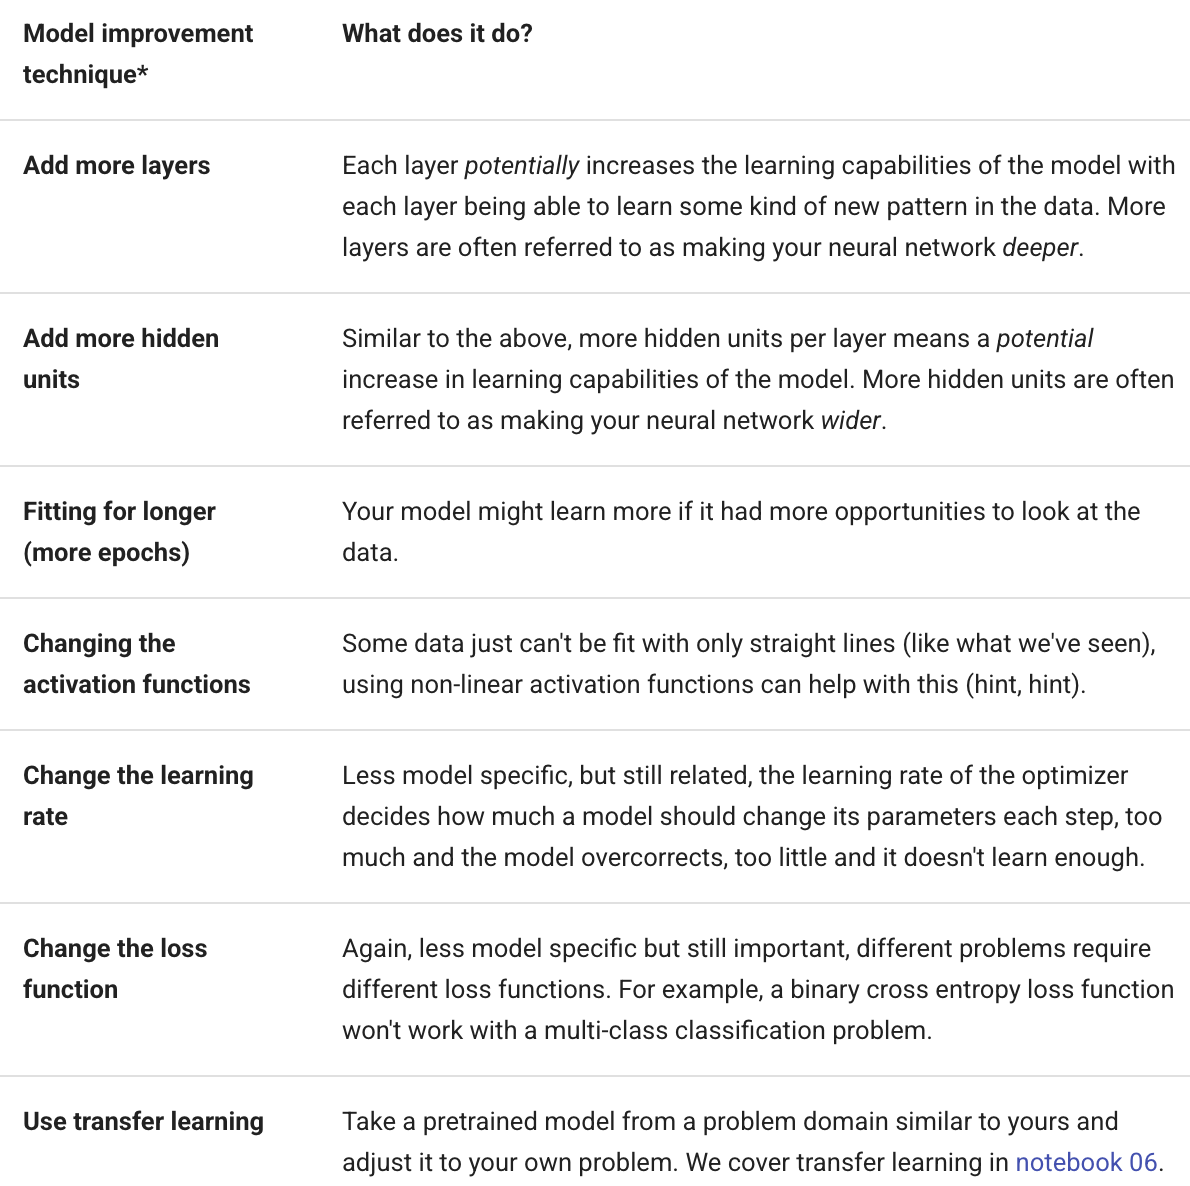 Model improvement
technique*
What does it do?
Add more layers
Each layer potentially increases the learning capabilities of the model with
each layer being able to learn some kind of new pattern in the data. More
layers are often referred to as making your neural network deeper.
Add more hidden
units
Similar to the above, more hidden units per layer means a potential
increase in learning capabilities of the model. More hidden units are often
referred to as making your neural network wider.
Fitting for longer
(more epochs)
Your model might learn more if it had more opportunities to look at the
data.
Changing the
activation functions
Some data just can't be fit with only straight lines (like what we've seen),
using non-linear activation functions can help with this (hint, hint).
Change the learning
rate
Less model specific, but still related, the learning rate of the optimizer
decides how much a model should change its parameters each step, too
much and the model overcorrects, too little and it doesn't learn enough.
Change the loss
function
Again, less model specific but still important, different problems require
different loss functions. For example, a binary cross entropy loss function
won't work with a multi-class classification problem.
Use transfer learning
Take a pretrained model from a problem domain similar to yours and
adjust it to your own problem. We cover transfer learning in notebook 06.